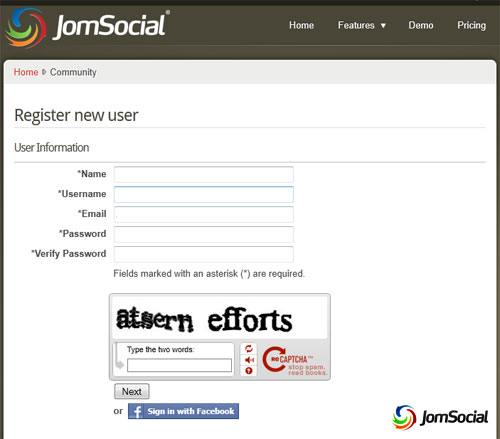 JomSocial®
Home Features ▼ Demo Pricing
Home Community
Register new user
User Information
*Name
*Username
*Email
*Password
*Verify Password
Fields marked with an asterisk (*) are required.
atsern efforts
Type the two words:
reCAPTCHA™
stop spam.
read books.
Next
or f Sign in with Facebook
JomSocial